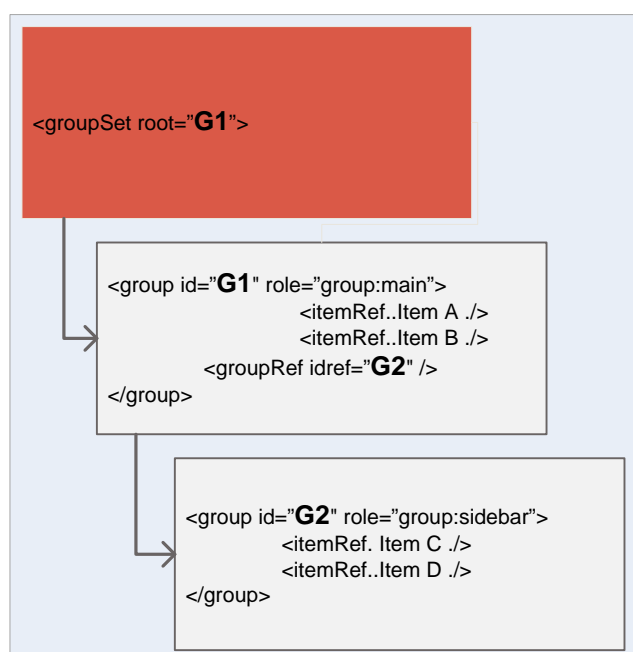 <groupSet root=”G1”>
<group id=”G1" role=”group:main”>
<itemRef..Item A ./>
<itemRef..Item B ./>
<groupRef idref=”G2" />
</group>
<group id=”G2" role=”group:sidebar”>
<itemRef. Item C ./>
<itemRef..Item D ./>
</group>